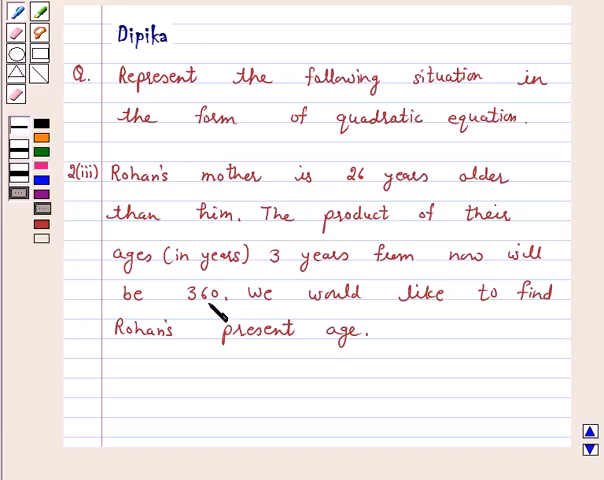 Dipika
Q. Represent the following situation in
the form of quadratic equation.
2(iii) Rohan's mother is 26 years older
than him. The product of their
ages (in years) 3 years from now will
be 360. We would like to find
Rohan's present age.